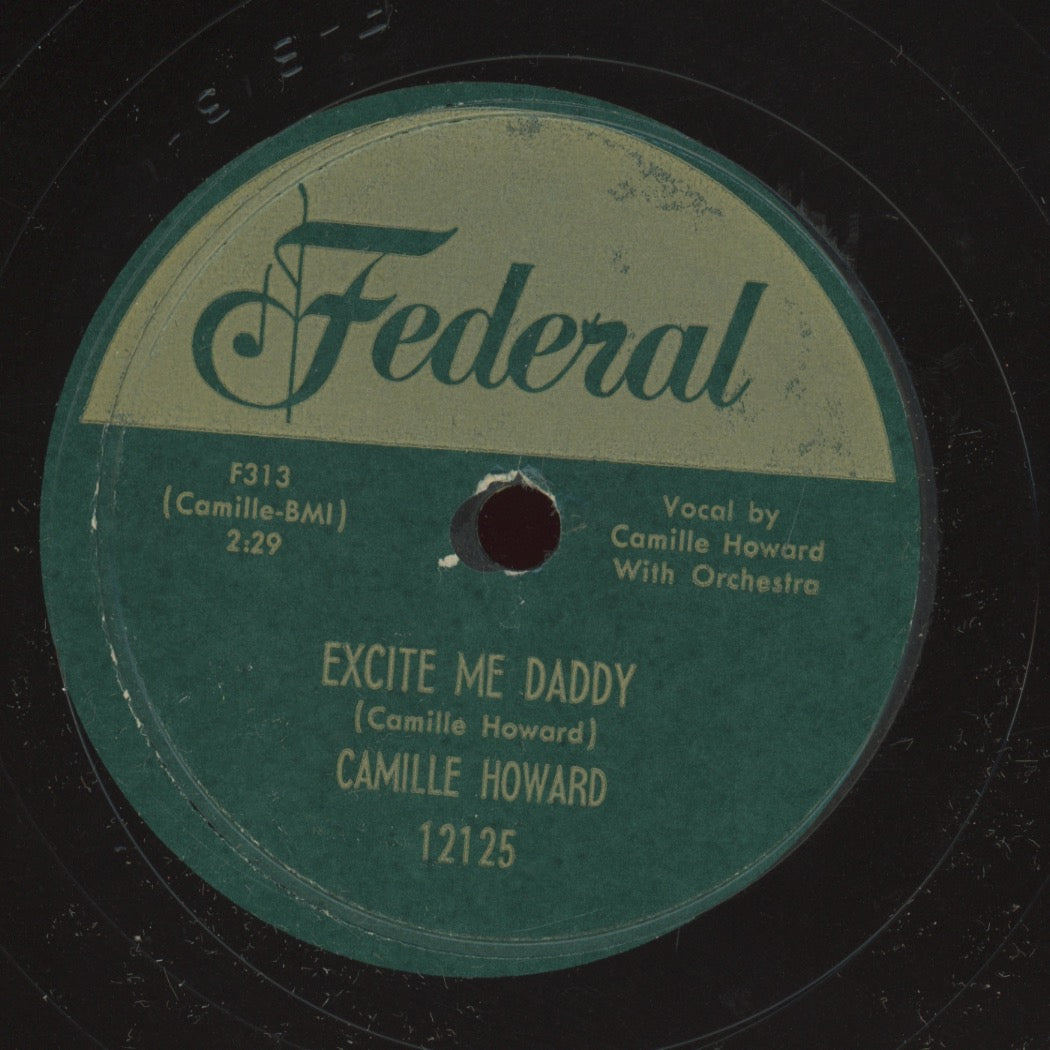 Federal
F313
(Camille-BMI)
2:29
Vocal by
Camille Howard
With Orchestra
EXCITE ME DADDY
(Camille Howard)
CAMILLE HOWARD
12125